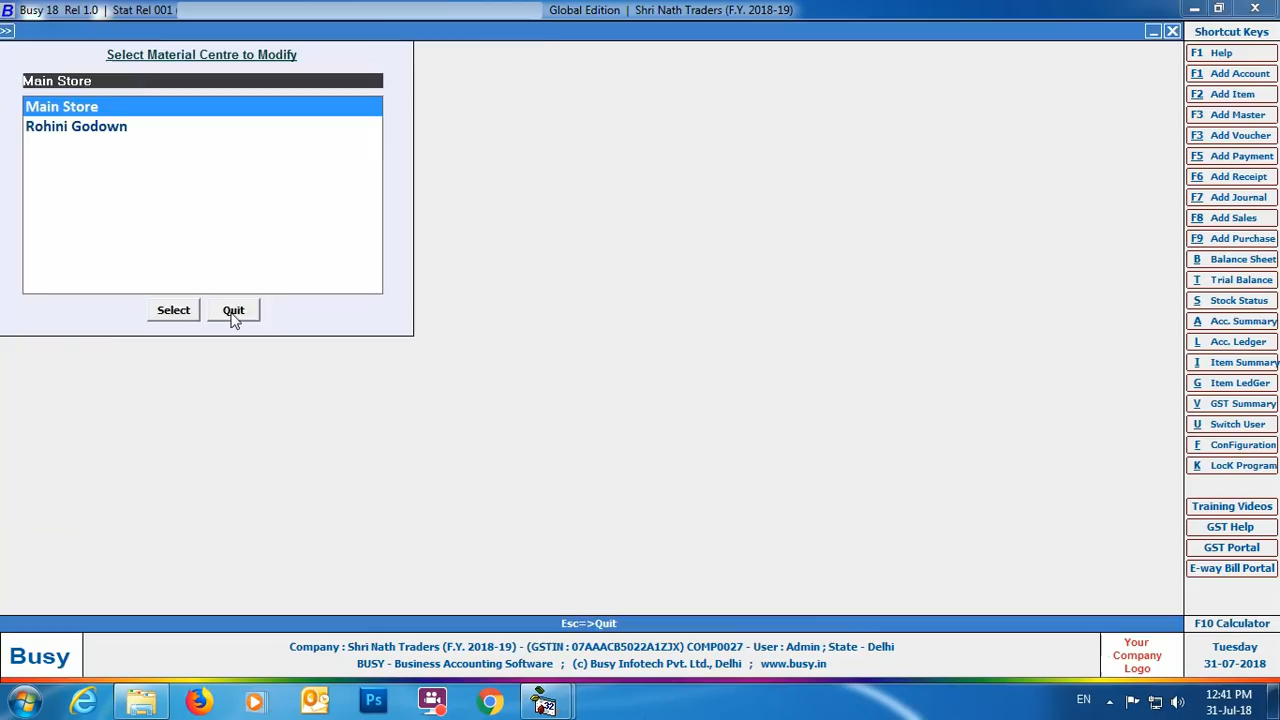 B Busy 18 Rel 1.0 | Stat Rel 001 Global Edition | Shri Nath Traders (F.Y. 2018-19)
>>
Select Material Centre to Modify
Main Store
Main Store
Rohini Godown
Select Quit
Shortcut Keys
F1 Help
F1 Add Account
F2 Add Item
F3 Add Master
F3 Add Voucher
F5 Add Payment
F6 Add Receipt
F7 Add Journal
F8 Add Sales
F9 Add Purchase
B Balance Sheet
T Trial Balance
S Stock Status
A Acc. Summary
L Acc. Ledger
I Item Summary
G Item LedGer
V GST Summary
U Switch User
F ConFiguration
K LocK Program
Training Videos
GST Help
GST Portal
E-way Bill Portal
Esc=>Quit
F10 Calculator
Busy
Company : Shri Nath Traders (F.Y. 2018-19) - (GSTIN : 07AAACB5022A1ZJX) COMP0027 - User : Admin ; State - Delhi
BUSY - Business Accounting Software ; (c) Busy Infotech Pvt. Ltd., Delhi ; www.busy.in
Your
Company
Logo
Tuesday
31-07-2018
Ps
32
EN
12:41 PM
31-Jul-18